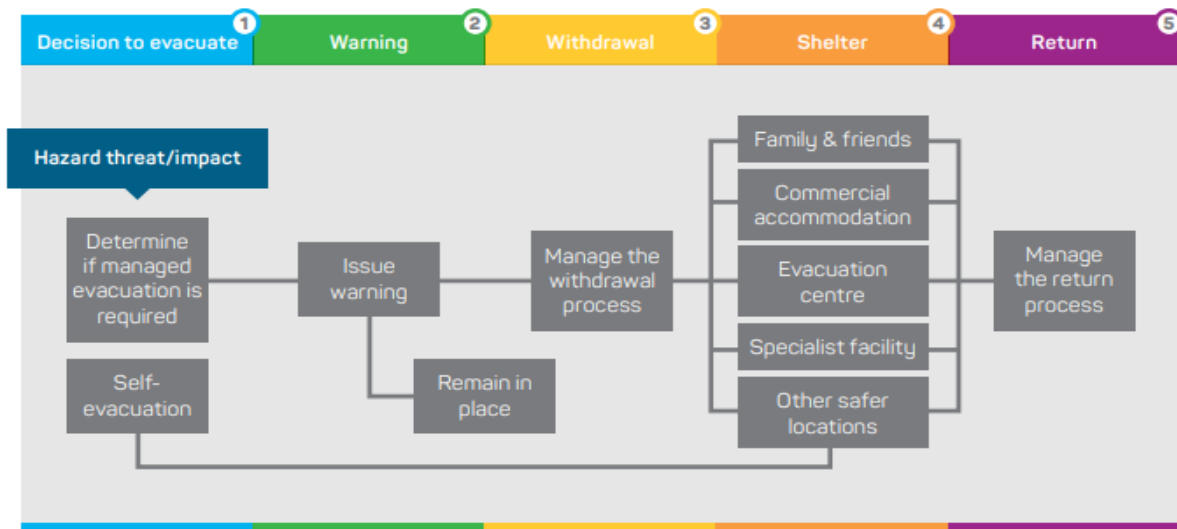 1 2 3 4 5
Decision to evacuate Warning Withdrawal Shelter Return
Hazard threat/impact
Determine
if managed
evacuation is
required
Self-
evacuation
Issue
warning
Remain in
place
Manage the
withdrawal
process
Family & friends
Commercial
accommodation
Evacuation
centre
Specialist facility
Other safer
locations
Manage
the return
process